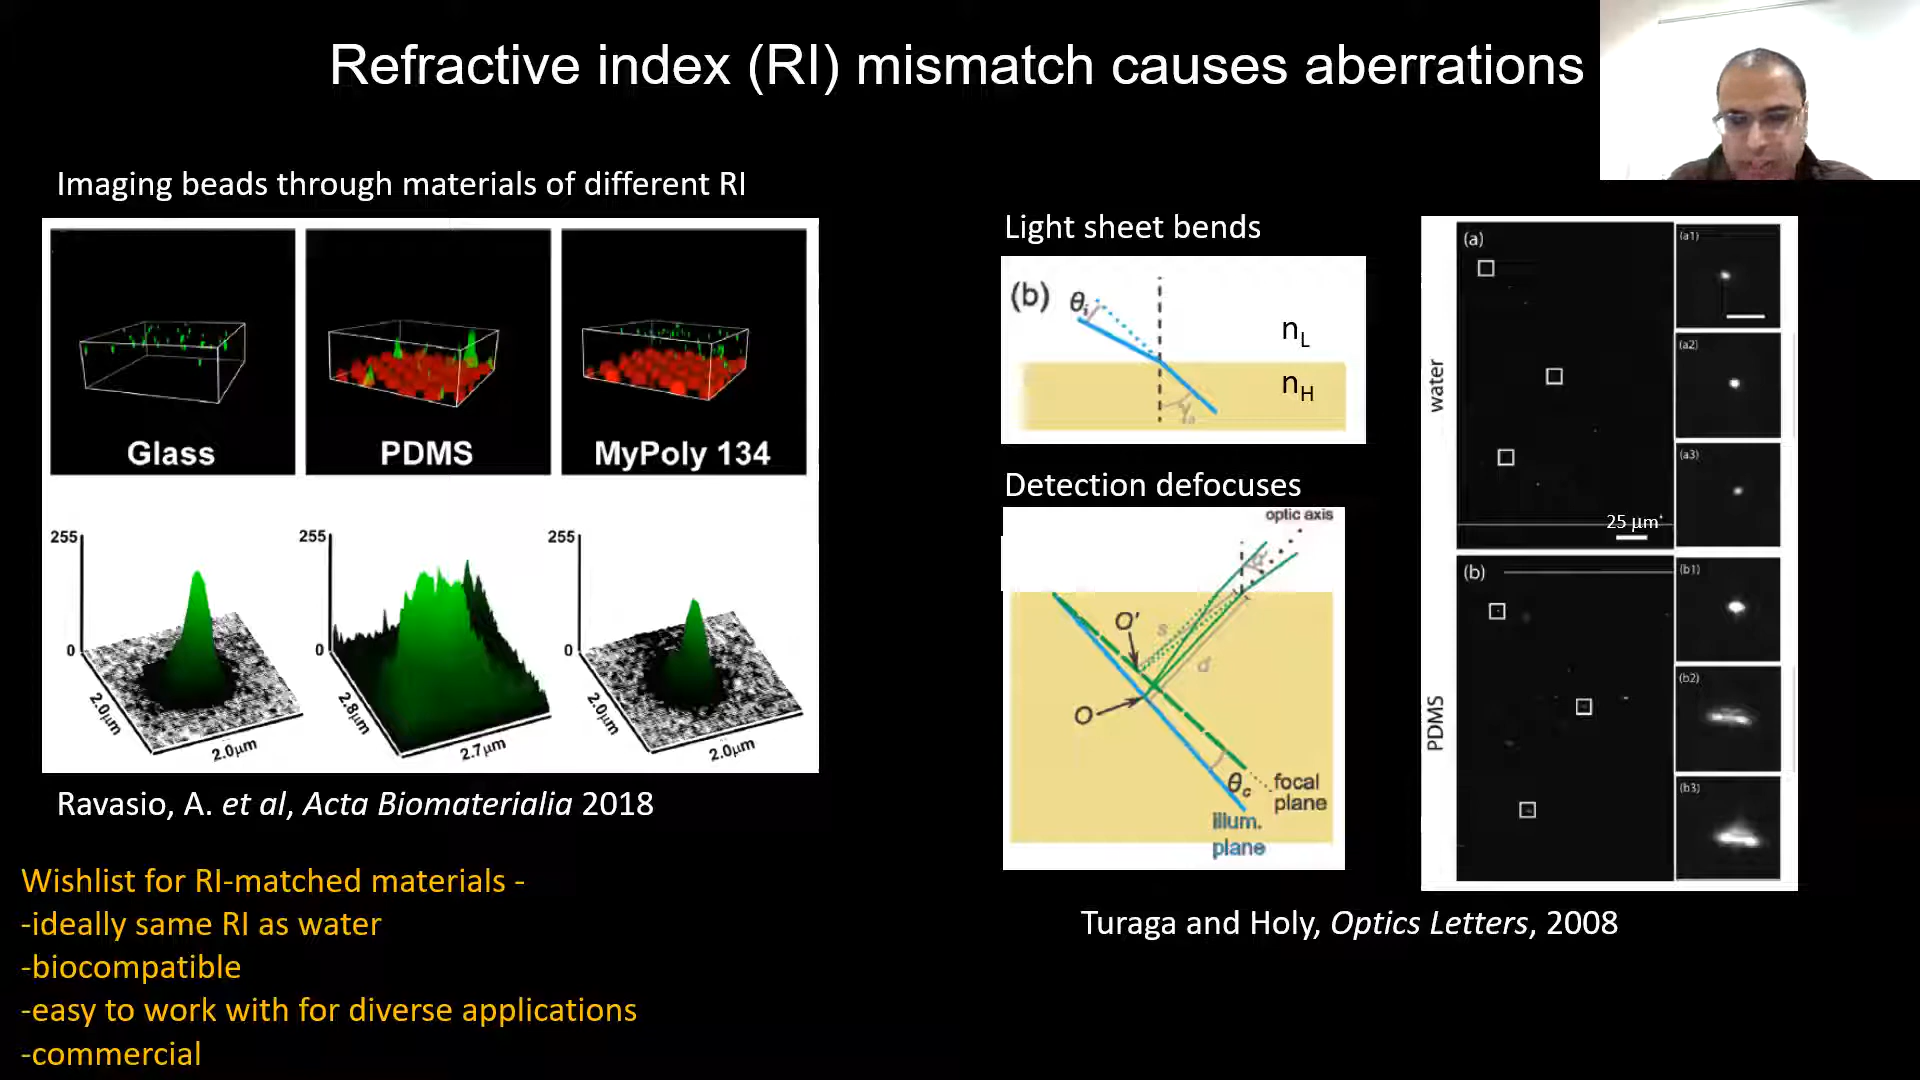 Refractive index (RI) mismatch causes aberrations
Imaging beads through materials of different RI
Glass
PDMS
MyPoly 134
255
0
2.0µm
2.0µm
255
0
2.8µm
2.7µm
255
0
2.0µm
2.0µm
Ravasio, A. et al, Acta Biomaterialia 2018
Wishlist for RI-matched materials -
-ideally same RI as water
-biocompatible
-easy to work with for diverse applications
-commercial
Light sheet bends
(b)
θi
nL
nH
Detection defocuses
optic axis
O'
s
d
O
θc
focal
plane
illum.
plane
water
(a)
25 µm
(a1)
(a2)
(a3)
PDMS
(b)
(b1)
(b2)
(b3)
Turaga and Holy, Optics Letters, 2008